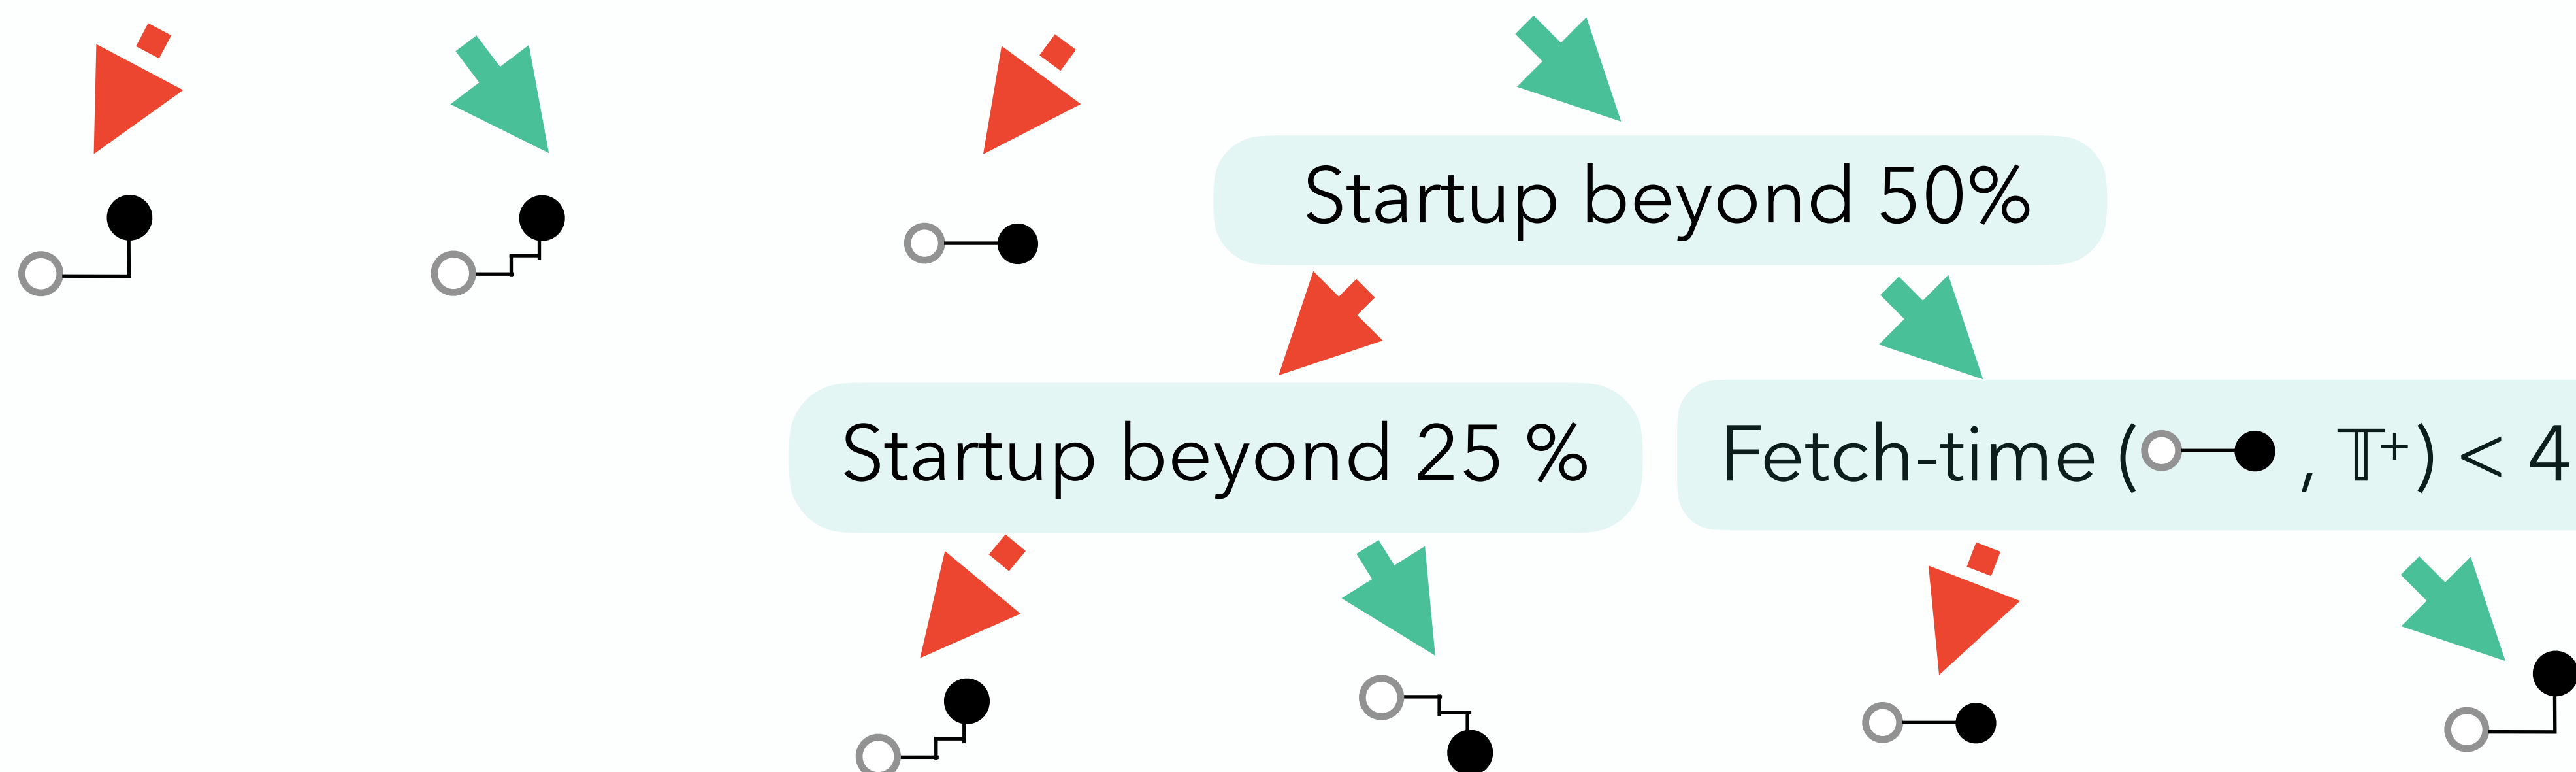 Startup beyond 50%
Startup beyond 25 %
Fetch-time ( , 𝕋⁺) < 4